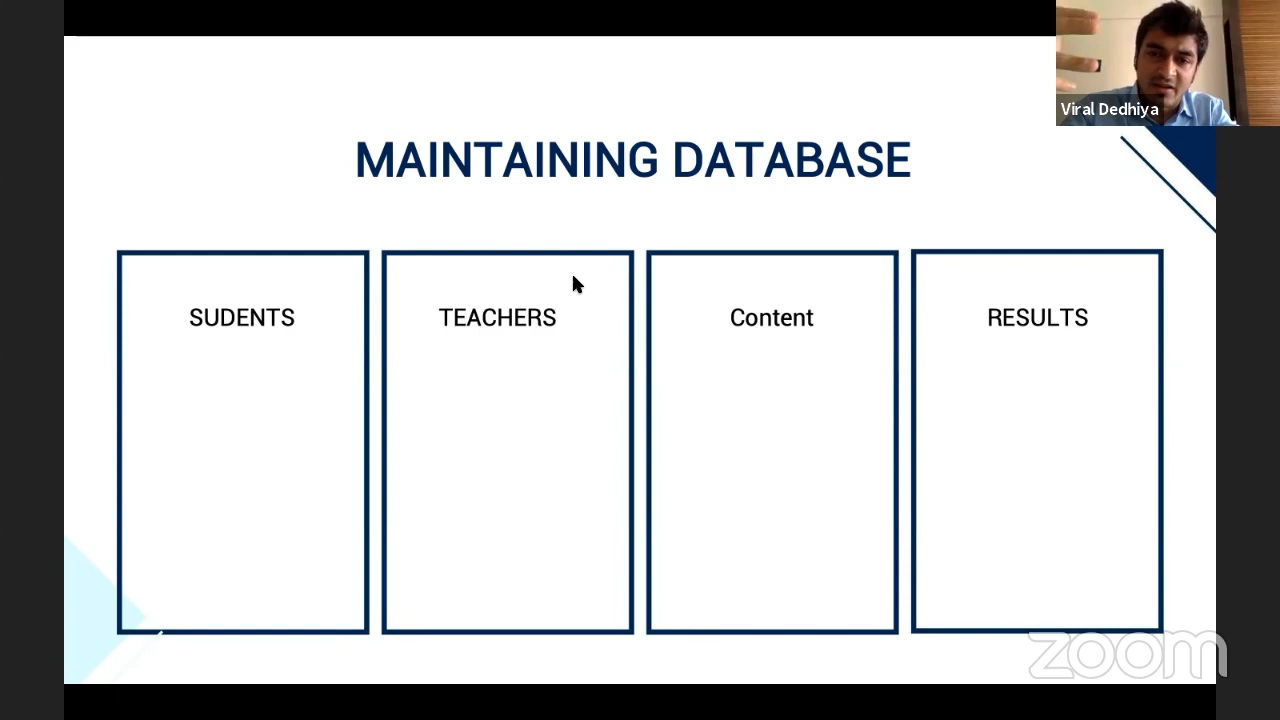 Viral Dedhiya
MAINTAINING DATABASE
SUDENTS
TEACHERS
Content
RESULTS
zoom